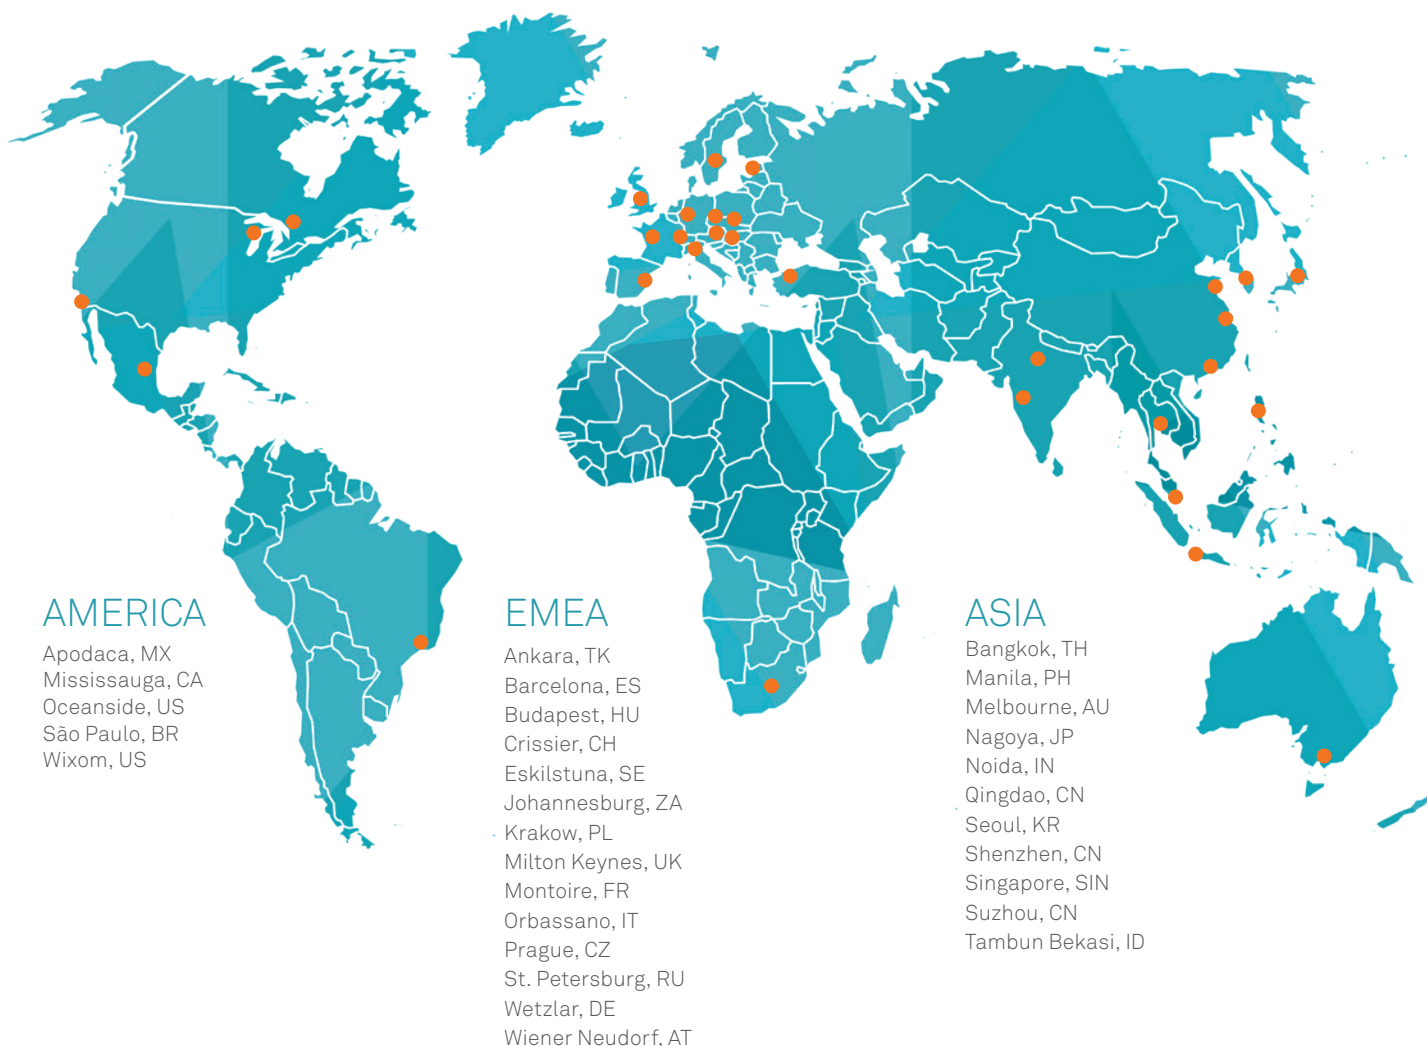 AMERICA
Apodaca, MX
Mississauga, CA
Oceanside, US
São Paulo, BR
Wixom, US
EMEA
Ankara, TK
Barcelona, ES
Budapest, HU
Crissier, CH
Eskilstuna, SE
Johannesburg, ZA
Krakow, PL
Milton Keynes, UK
Montoire, FR
Orbassano, IT
Prague, CZ
St. Petersburg, RU
Wetzlar, DE
Wiener Neudorf, AT
ASIA
Bangkok, TH
Manila, PH
Melbourne, AU
Nagoya, JP
Noida, IN
Qingdao, CN
Seoul, KR
Shenzhen, CN
Singapore, SIN
Suzhou, CN
Tambun Bekasi, ID